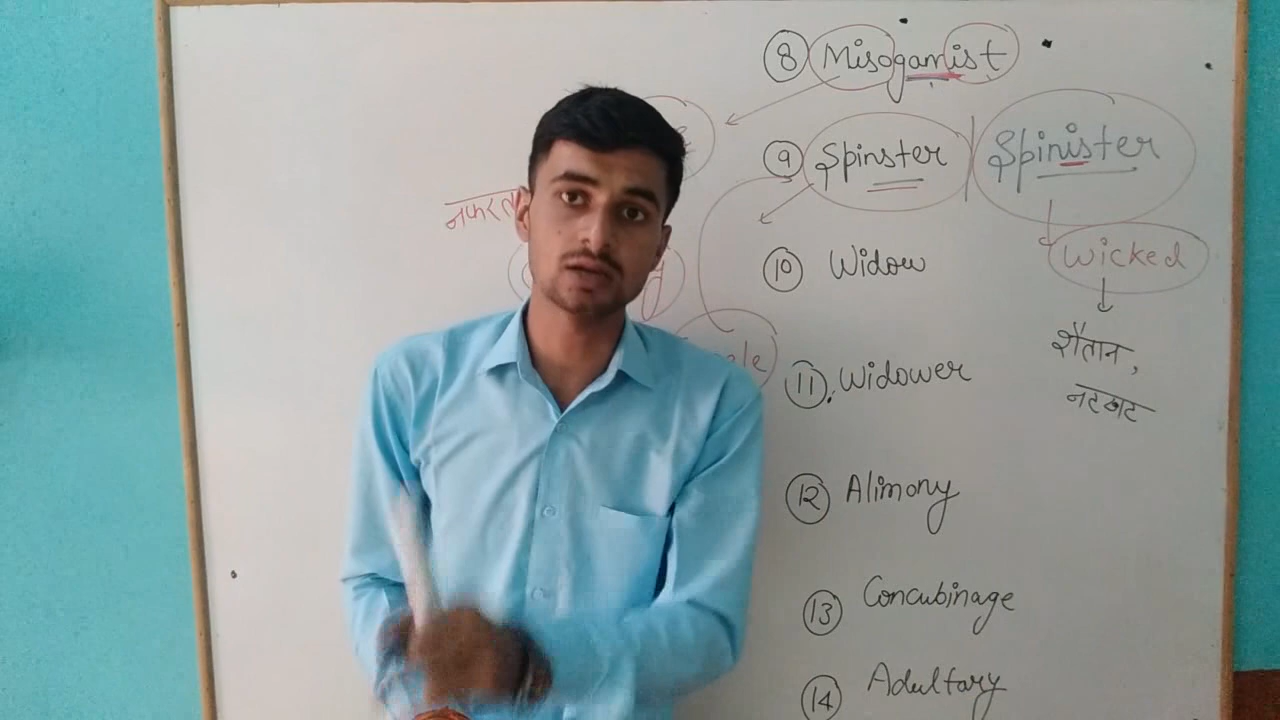 8 Misogamist
9 Spinster | Spinister
नफरत
10 Widow
Wicked
11. Widower
शैतान,
नटखट
12 Alimony
13 Concubinage
14 Adultary